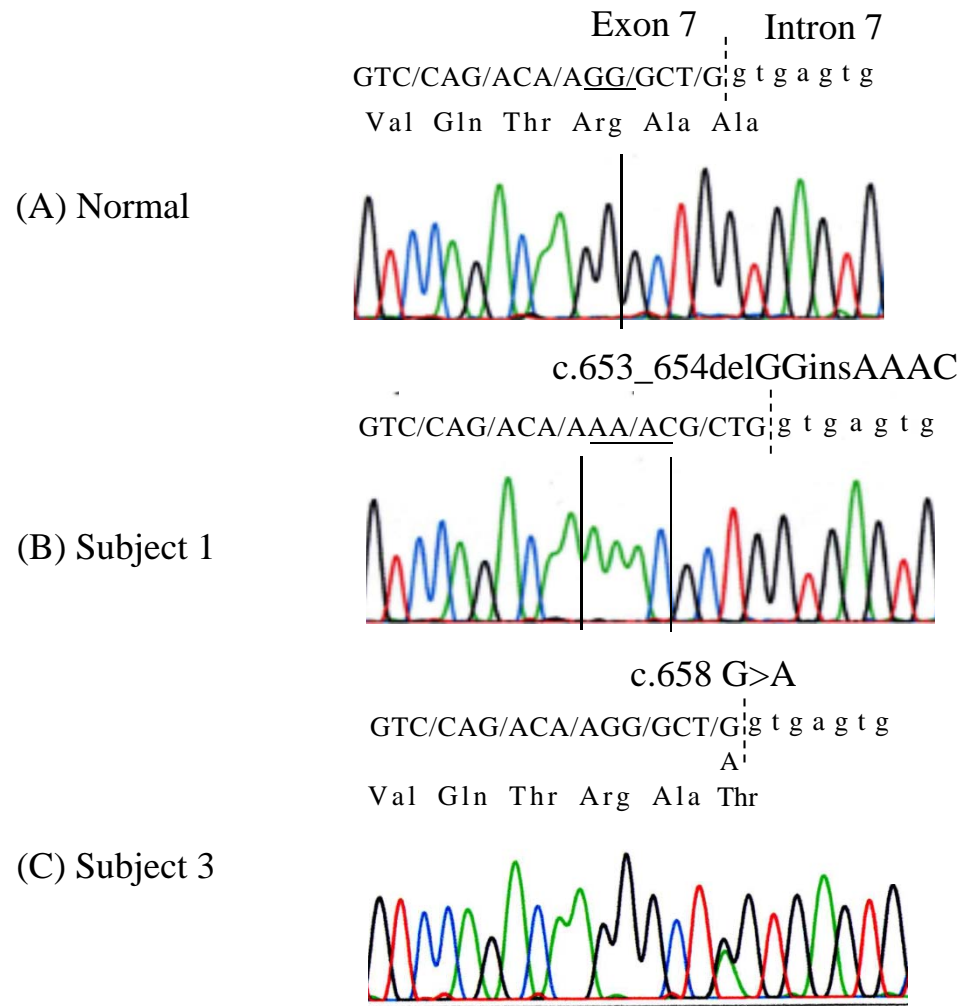 Exon 7 Intron 7
GTC/CAG/ACA/AGG/GCT/G g t g a g t g
Val Gln Thr Arg Ala Ala
(A) Normal
c.653_654delGGinsAAAC
GTC/CAG/ACA/AAA/ACG/CTG g t g a g t g
(B) Subject 1
c.658 G>A
GTC/CAG/ACA/AGG/GCT/G g t g a g t g
A
Val Gln Thr Arg Ala Thr
(C) Subject 3